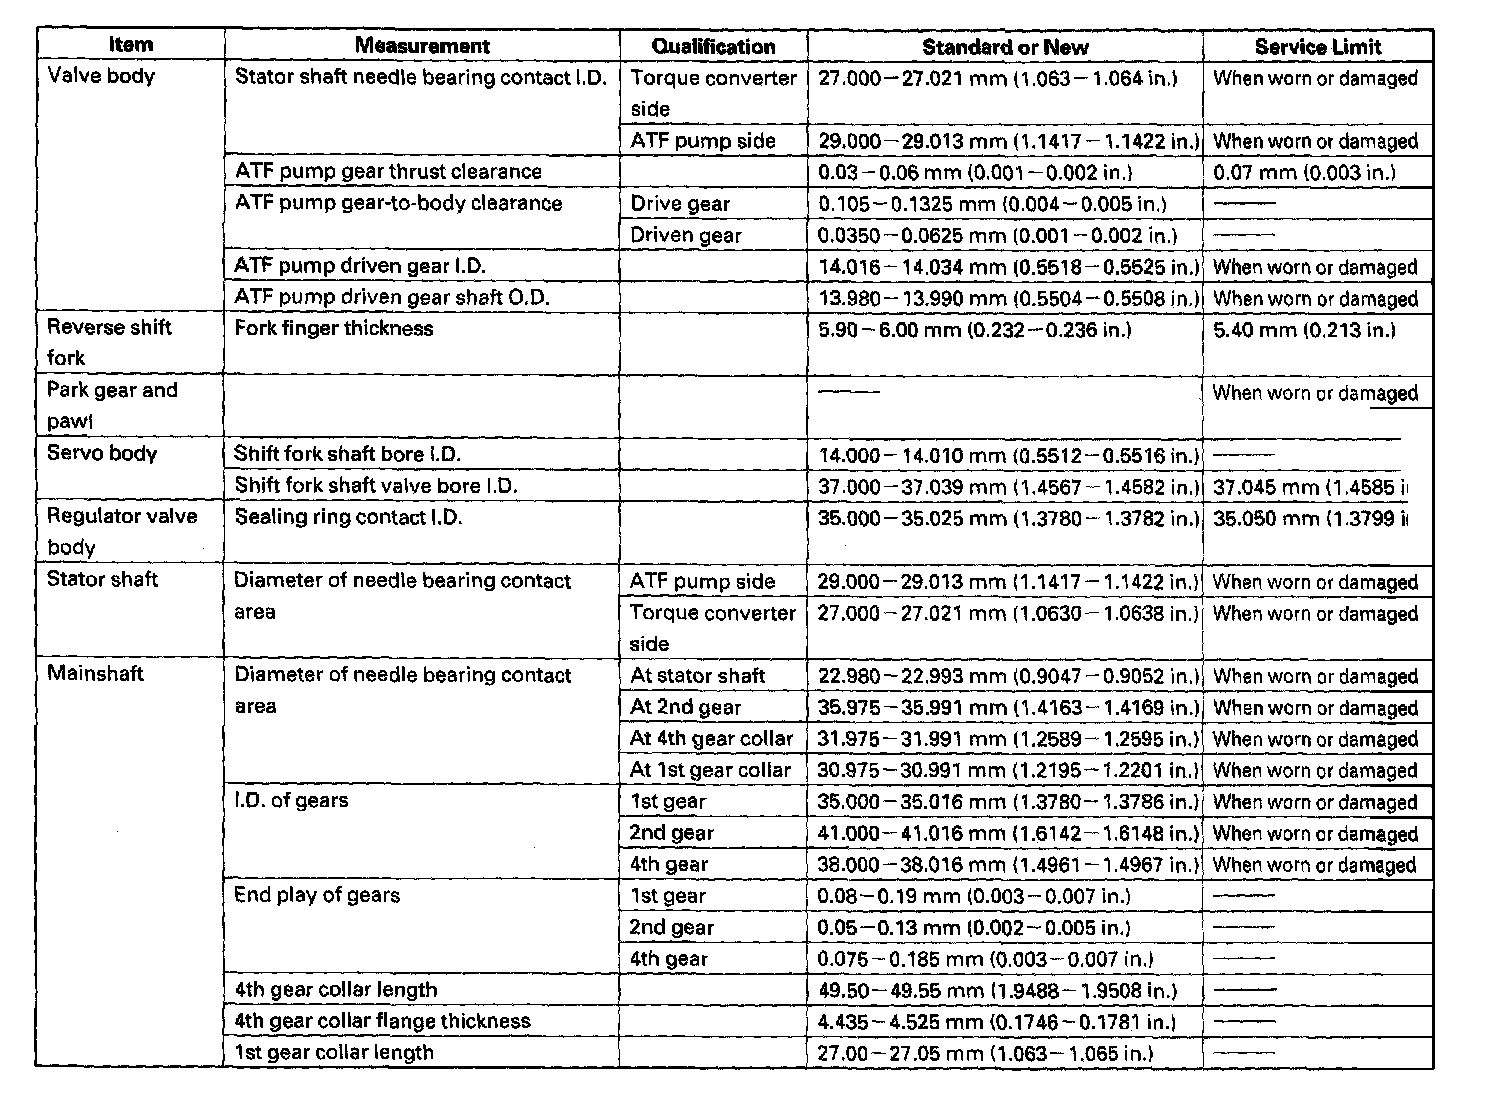 Item Measurement Qualification Standard or New Service Limit
Valve body Stator shaft needle bearing contact I.D. Torque converter 27.000–27.021 mm (1.063–1.064 in.) When worn or damaged
side
ATF pump side 29.000–29.013 mm (1.1417–1.1422 in.) When worn or damaged
ATF pump gear thrust clearance 0.03–0.06 mm (0.001–0.002 in.) 0.07 mm (0.003 in.)
ATF pump gear-to-body clearance Drive gear 0.105–0.1325 mm (0.004–0.005 in.) ——
Driven gear 0.0350–0.0625 mm (0.001–0.002 in.) ——
ATF pump driven gear I.D. 14.016–14.034 mm (0.5518–0.5525 in.) When worn or damaged
ATF pump driven gear shaft O.D. 13.980–13.990 mm (0.5504–0.5508 in.) When worn or damaged
Reverse shift Fork finger thickness 5.90–6.00 mm (0.232–0.236 in.) 5.40 mm (0.213 in.)
fork
Park gear and —— When worn or damaged
pawl
Servo body Shift fork shaft bore I.D. 14.000–14.010 mm (0.5512–0.5516 in.) ——
Shift fork shaft valve bore I.D. 37.000–37.039 mm (1.4567–1.4582 in.) 37.045 mm (1.4585 i
Regulator valve Sealing ring contact I.D. 35.000–35.025 mm (1.3780–1.3782 in.) 35.050 mm (1.3799 i
body
Stator shaft Diameter of needle bearing contact ATF pump side 29.000–29.013 mm (1.1417–1.1422 in.) When worn or damaged
area Torque converter 27.000–27.021 mm (1.0630–1.0638 in.) When worn or damaged
side
Mainshaft Diameter of needle bearing contact At stator shaft 22.980–22.993 mm (0.9047–0.9052 in.) When worn or damaged
area At 2nd gear 35.975–35.991 mm (1.4163–1.4169 in.) When worn or damaged
At 4th gear collar 31.975–31.991 mm (1.2589–1.2595 in.) When worn or damaged
At 1st gear collar 30.975–30.991 mm (1.2195–1.2201 in.) When worn or damaged
I.D. of gears 1st gear 35.000–35.016 mm (1.3780–1.3786 in.) When worn or damaged
2nd gear 41.000–41.016 mm (1.6142–1.6148 in.) When worn or damaged
4th gear 38.000–38.016 mm (1.4961–1.4967 in.) When worn or damaged
End play of gears 1st gear 0.08–0.19 mm (0.003–0.007 in.) ——
2nd gear 0.05–0.13 mm (0.002–0.005 in.) ——
4th gear 0.075–0.185 mm (0.003–0.007 in.) ——
4th gear collar length 49.50–49.55 mm (1.9488–1.9508 in.) ——
4th gear collar flange thickness 4.435–4.525 mm (0.1746–0.1781 in.) ——
1st gear collar length 27.00–27.05 mm (1.063–1.065 in.) ——